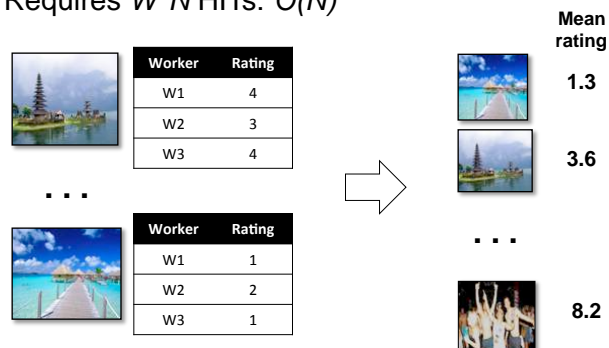 Requires W*N HITs: O(N)
Worker Rating
W1 4
W2 3
W3 4
. . .
Worker Rating
W1 1
W2 2
W3 1
Mean
rating
1.3
3.6
. . .
8.2